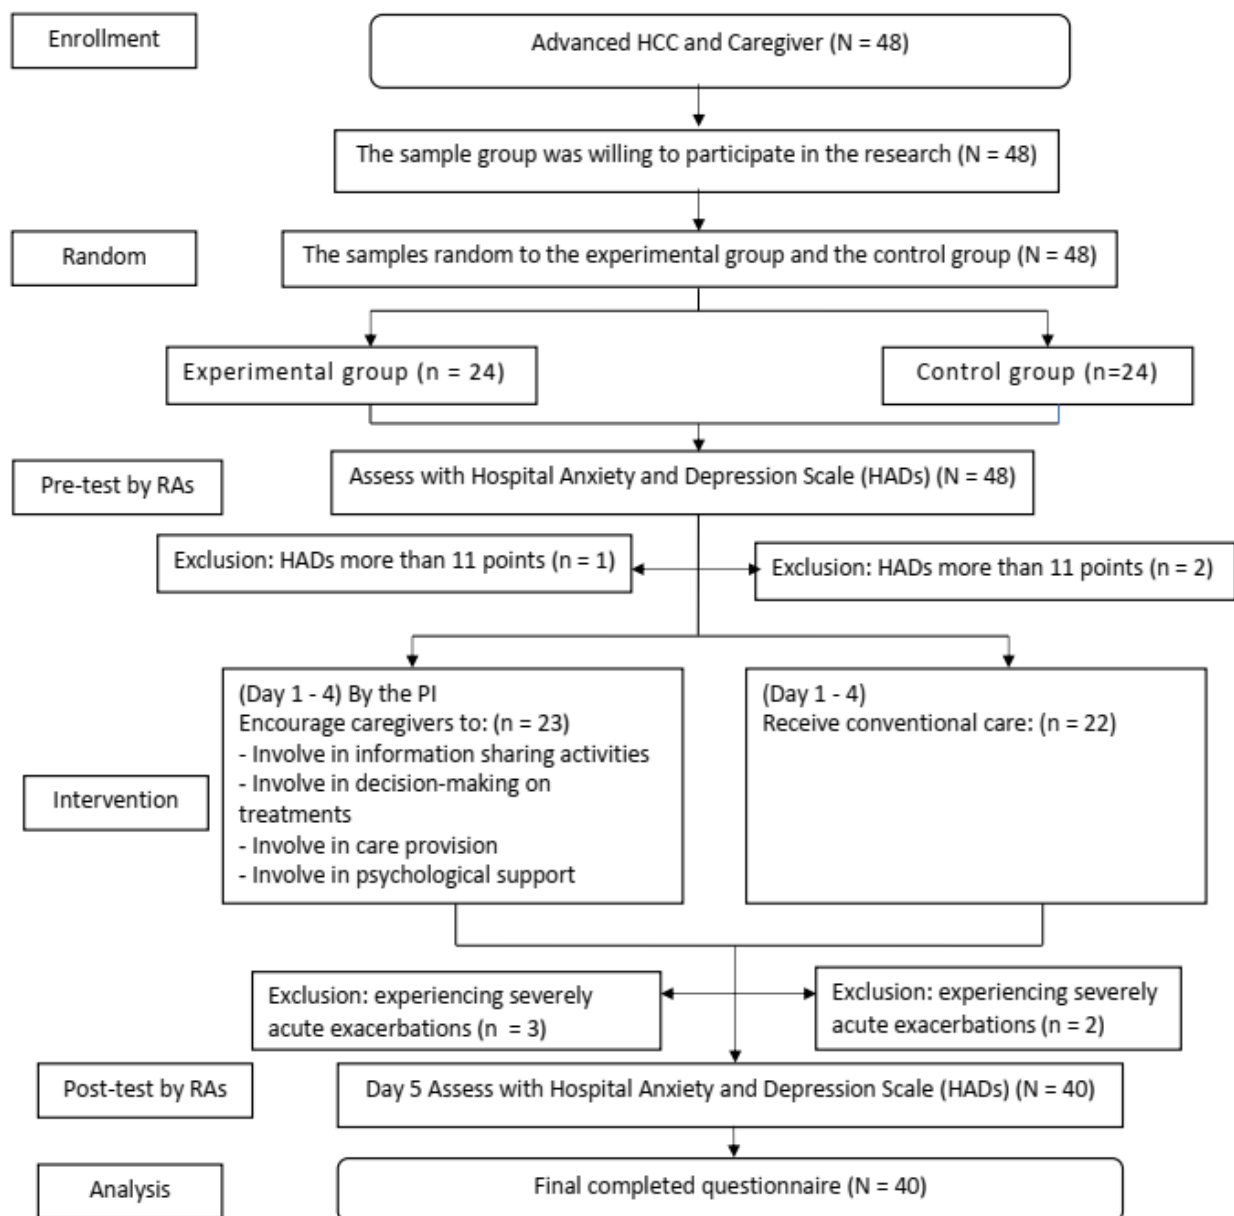 Enrollment
Advanced HCC and Caregiver (N = 48)
The sample group was willing to participate in the research (N = 48)
Random
The samples random to the experimental group and the control group (N = 48)
Experimental group (n = 24)
Control group (n=24)
Pre-test by RAs
Assess with Hospital Anxiety and Depression Scale (HADs) (N = 48)
Exclusion: HADs more than 11 points (n = 1)
Exclusion: HADs more than 11 points (n = 2)
Intervention
(Day 1 - 4) By the PI
Encourage caregivers to: (n = 23)
- Involve in information sharing activities
- Involve in decision-making on
treatments
- Involve in care provision
- Involve in psychological support
(Day 1 - 4)
Receive conventional care: (n = 22)
Exclusion: experiencing severely
acute exacerbations (n  = 3)
Exclusion: experiencing severely
acute exacerbations (n = 2)
Post-test by RAs
Day 5 Assess with Hospital Anxiety and Depression Scale (HADs) (N = 40)
Analysis
Final completed questionnaire (N = 40)